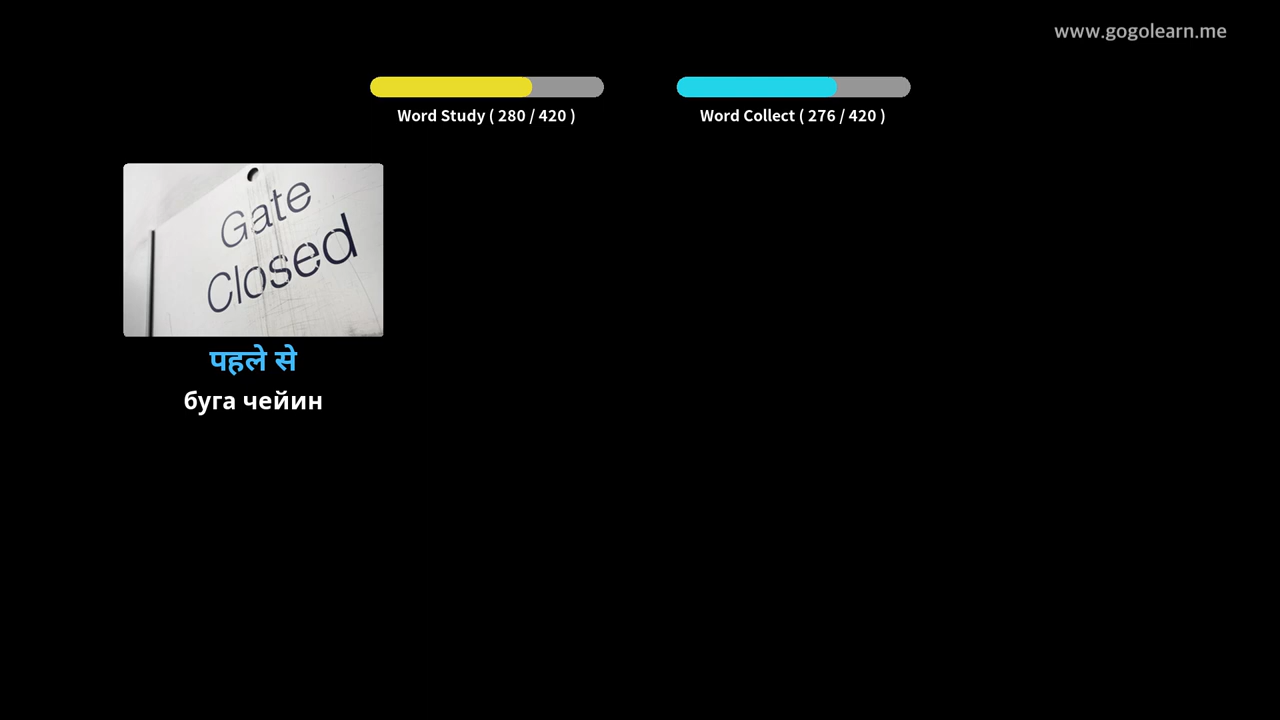 www.gogolearn.me
Word Study ( 280 / 420 )
Word Collect ( 276 / 420 )
Gate
Closed
पहले से
буга чейин